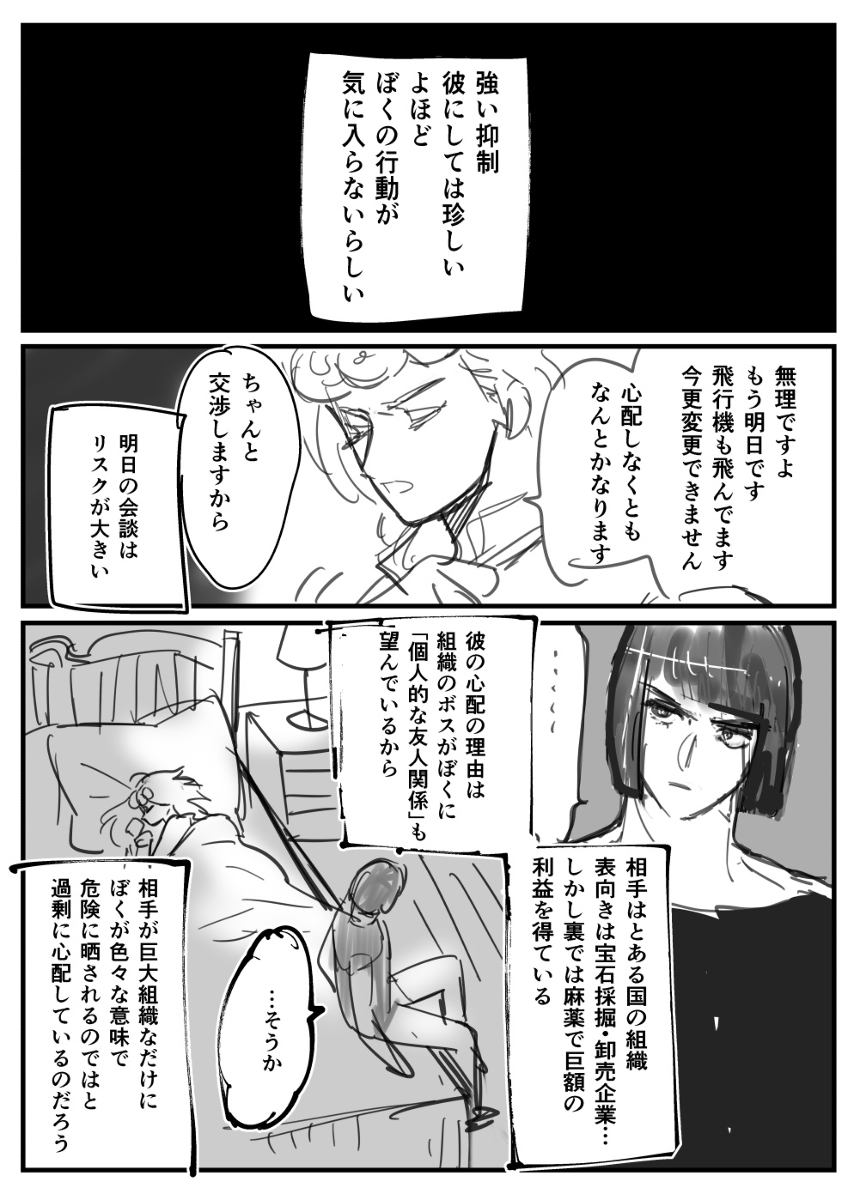 強い抑制
彼にしては珍しい
よほど
ぼくの行動が
気に入らないらしい
無理ですよ
もう明日です
飛行機も飛んでます
今更変更できません
心配しなくとも
なんとかなります
ちゃんと
交渉しますから
明日の会談は
リスクが大きい
……
相手はとある国の組織
表向きは宝石採掘・卸売企業…
しかし裏では麻薬で巨額の
利益を得ている
彼の心配の理由は
組織のボスがぼくに
「個人的な友人関係」も
望んでいるから
…そうか
相手が巨大組織なだけに
ぼくが色々な意味で
危険に晒されるのではと
過剰に心配しているのだろう